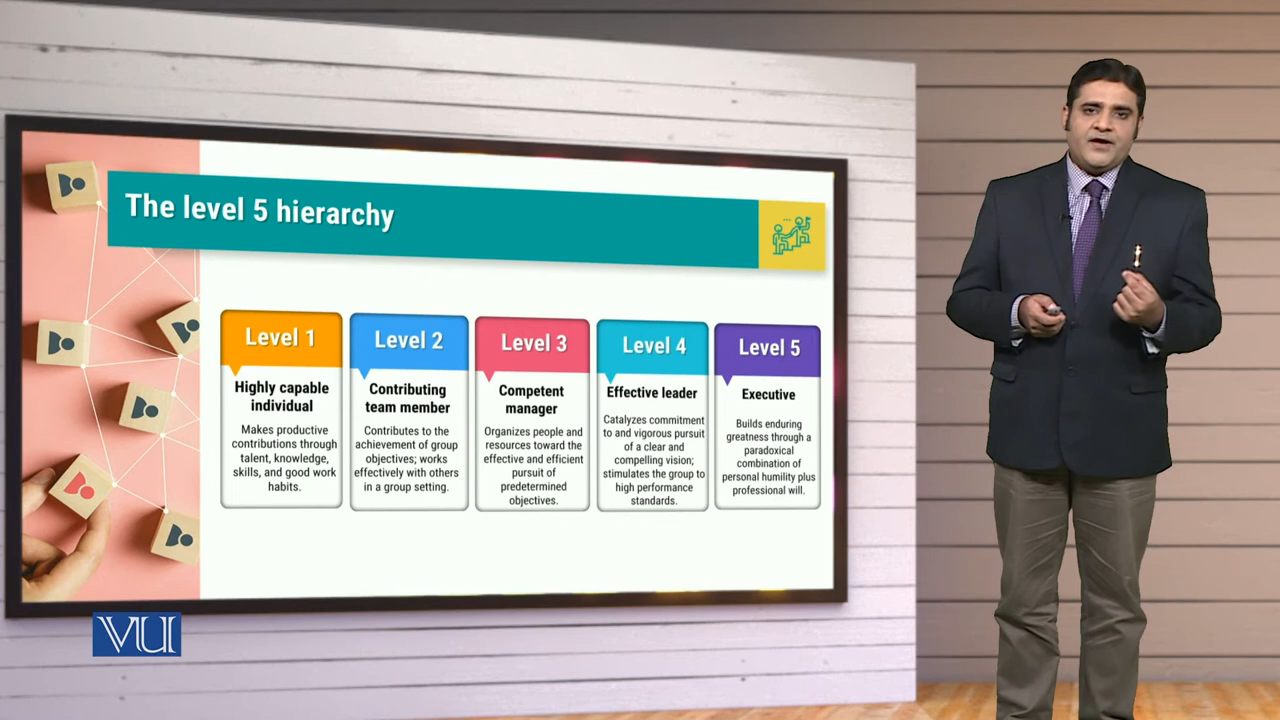 The level 5 hierarchy
Level 1
Highly capable
individual
Makes productive
contributions through
talent, knowledge,
skills, and good work
habits.
Level 2
Contributing
team member
Contributes to the
achievement of group
objectives; works
effectively with others
in a group setting.
Level 3
Competent
manager
Organizes people and
resources toward the
effective and efficient
pursuit of
predetermined
objectives.
Level 4
Effective leader
Catalyzes commitment
to and vigorous pursuit
of a clear and
compelling vision;
stimulates the group to
high performance
standards.
Level 5
Executive
Builds enduring
greatness through a
paradoxical
combination of
personal humility plus
professional will.
VU